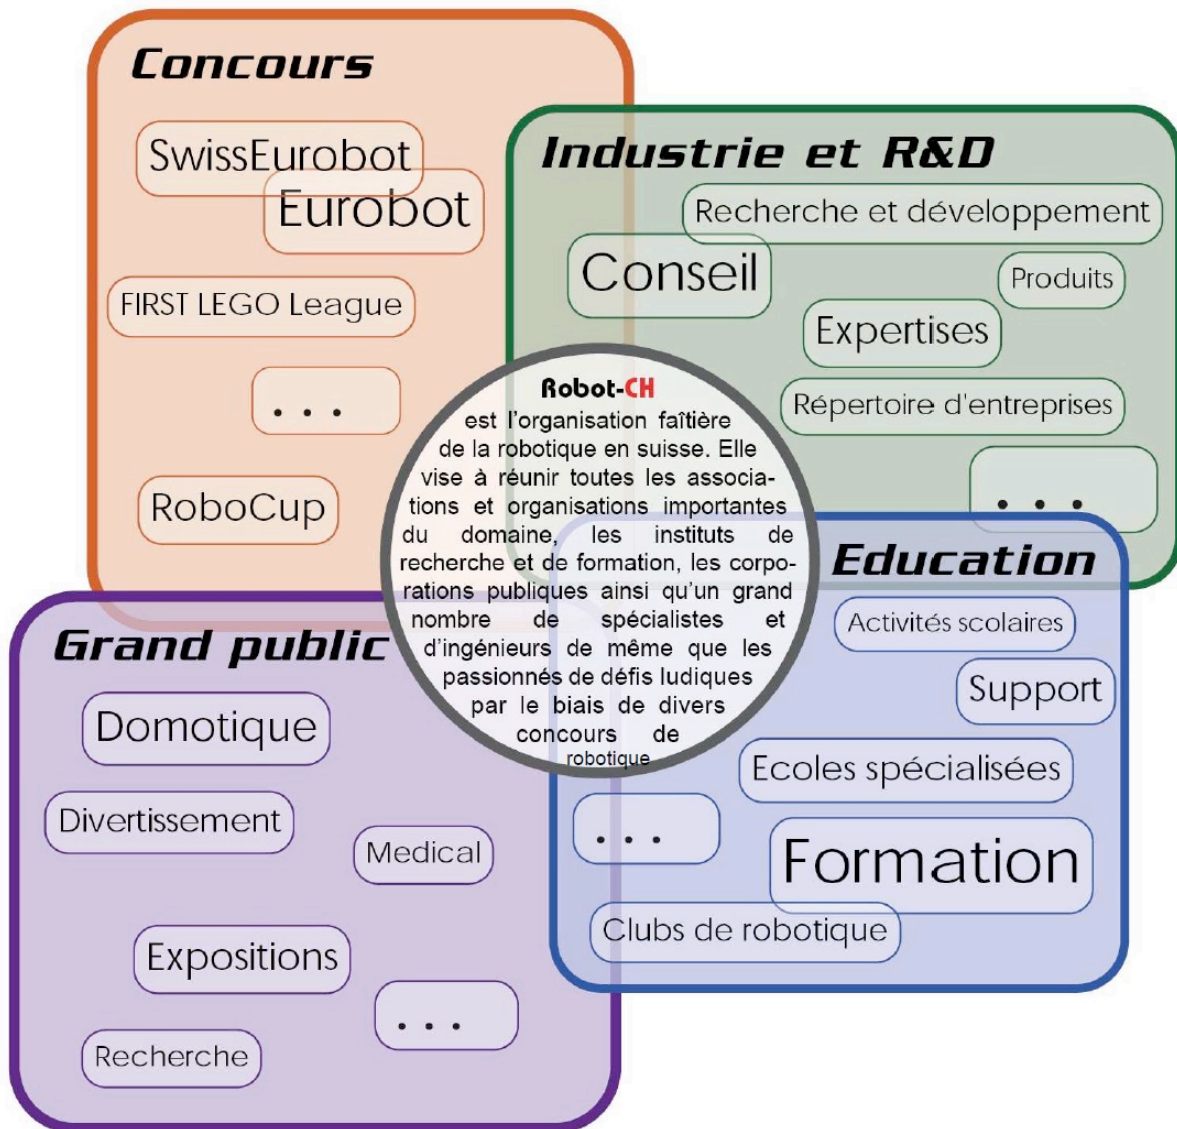 Concours
SwissEurobot
Eurobot
FIRST LEGO League
...
RoboCup
Industrie et R&D
Recherche et développement
Conseil
Produits
Expertises
Répertoire d'entreprises
...
Robot-CH
est l'organisation faîtière
de la robotique en suisse. Elle
vise à réunir toutes les associa-
tions et organisations importantes
du domaine, les instituts de
recherche et de formation, les corpo-
rations publiques ainsi qu'un grand
nombre de spécialistes et
d'ingénieurs de même que les
passionnés de défis ludiques
par le biais de divers
concours de
robotique
Grand public
Domotique
Divertissement
Medical
Expositions
...
Recherche
Education
Activités scolaires
Support
Ecoles spécialisées
...
Formation
Clubs de robotique